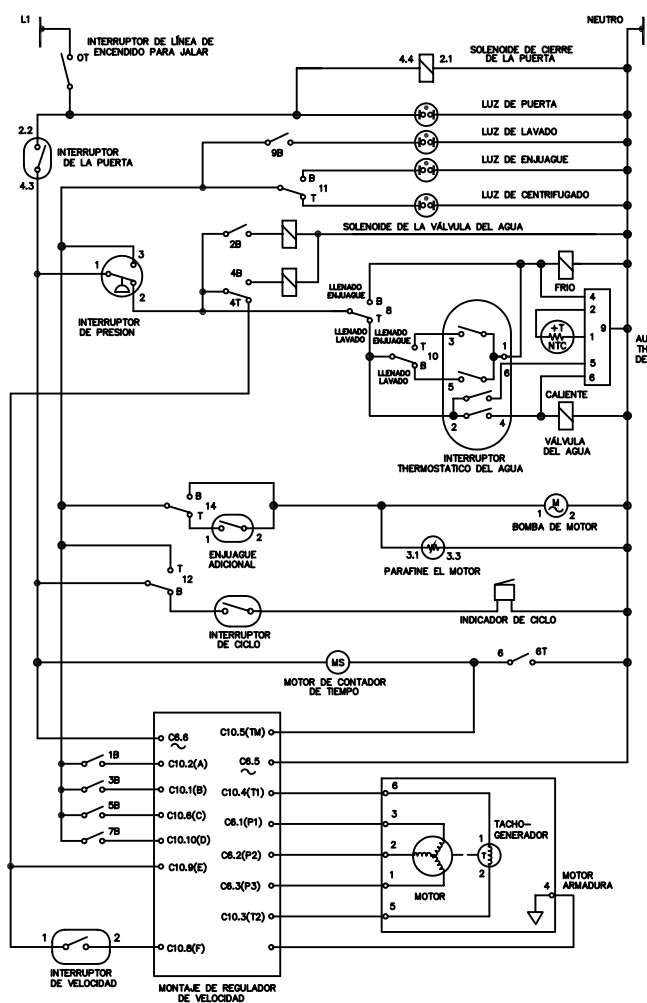 L1
NEUTRO
INTERRUPTOR DE LÍNEA DE
ENCENDIDO PARA JALAR
OT
SOLENOIDE DE CIERRE
DE LA PUERTA
4.4
2.1
2.2
INTERRUPTOR
DE LA PUERTA
4.3
LUZ DE PUERTA
LUZ DE LAVADO
9B
LUZ DE ENJUAGUE
B
11
T
LUZ DE CENTRIFUGADO
SOLENOIDE DE LA VÁLVULA DEL AGUA
2B
3
1
2
INTERRUPTOR
DE PRESION
4B
4T
LLENADO
ENJUAGUE
B
8
T
LLENADO
LAVADO
LLENADO
ENJUAGUE
T
10
B
LLENADO
LAVADO
3
1
5
6
2
4
INTERRUPTOR
THERMOSTATICO DEL AGUA
FRIO
+T
NTC
4
2
1
9
5
6
AU
TH
DE
CALIENTE
VÁLVULA
DEL AGUA
B
14
T
1
2
ENJUAGUE
ADICIONAL
M
1
2
BOMBA DE MOTOR
3.1
3.3
PARAFINE EL MOTOR
T
12
B
INTERRUPTOR
DE CICLO
INDICADOR DE CICLO
MS
MOTOR DE CONTADOR
DE TIEMPO
6
6T
C6.6
C10.5(TM)
C10.2(A)
C6.5
1B
C10.1(B)
C10.4(T1)
3B
C10.6(C)
C6.1(P1)
5B
C10.10(D)
C6.2(P2)
7B
C10.9(E)
C6.3(P3)
C10.3(T2)
C10.8(F)
1
2
INTERRUPTOR
DE VELOCIDAD
MONTAJE DE REGULADOR
DE VELOCIDAD
6
3
2
1
5
MOTOR
TACHO-
GENERADOR
1
T
2
MOTOR
ARMADURA
4